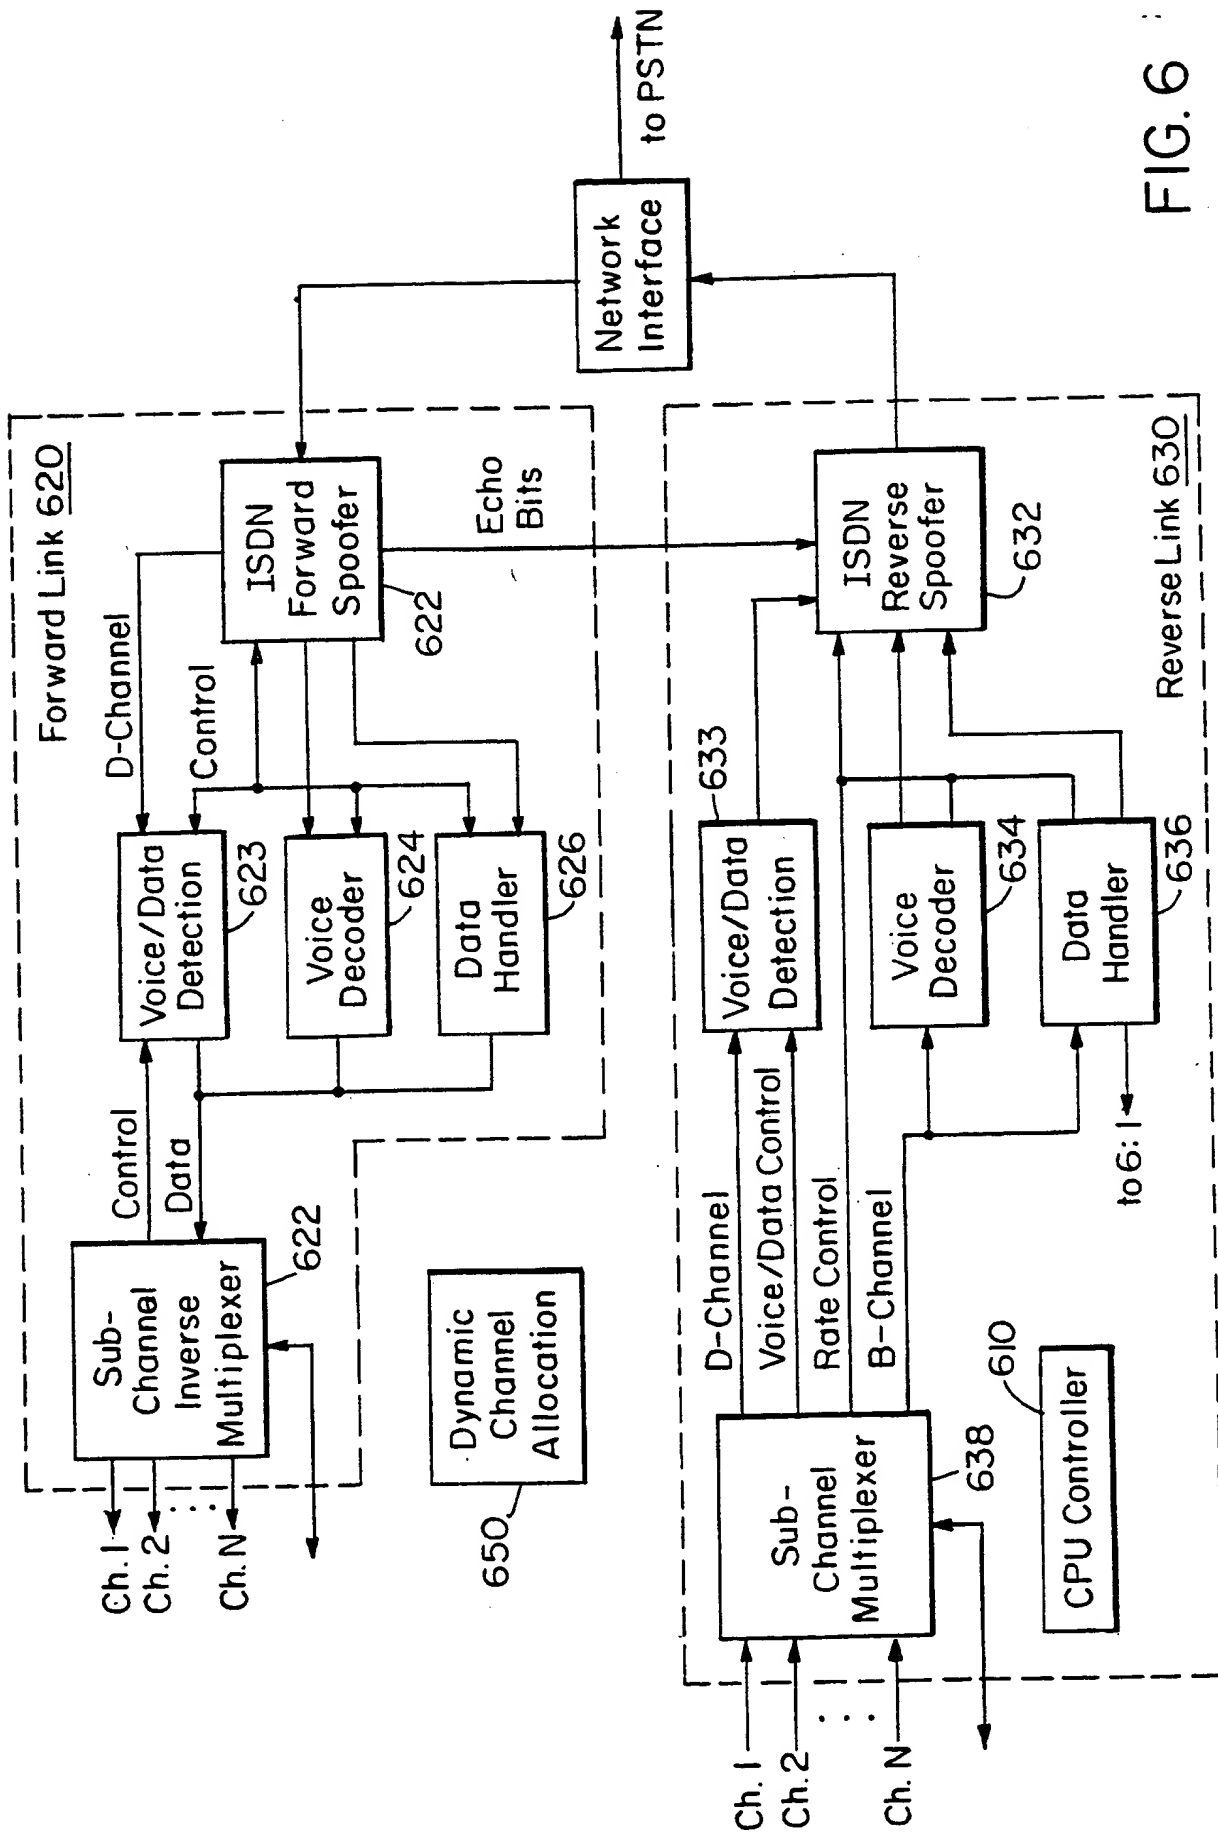 Forward Link 620
D-Channel
Control
ISDN
Forward
Spoofer
622
Echo
Bits
Voice/Data
Detection
623
Voice
Decoder
624
Data
Handler
626
Control
Data
Sub-
Channel
Inverse
Multiplexer
622
Ch. 1
Ch. 2
. . .
Ch. N
Dynamic
Channel
Allocation
650
Network
Interface
to PSTN
Reverse Link 630
ISDN
Reverse
Spoofer
632
Voice/Data
Detection
633
Voice
Decoder
634
Data
Handler
636
to 6:1
D-Channel
Voice/Data Control
Rate Control
B-Channel
Sub-
Channel
Multiplexer
638
Ch. 1
Ch. 2
. . .
Ch. N
CPU Controller
610
FIG. 6